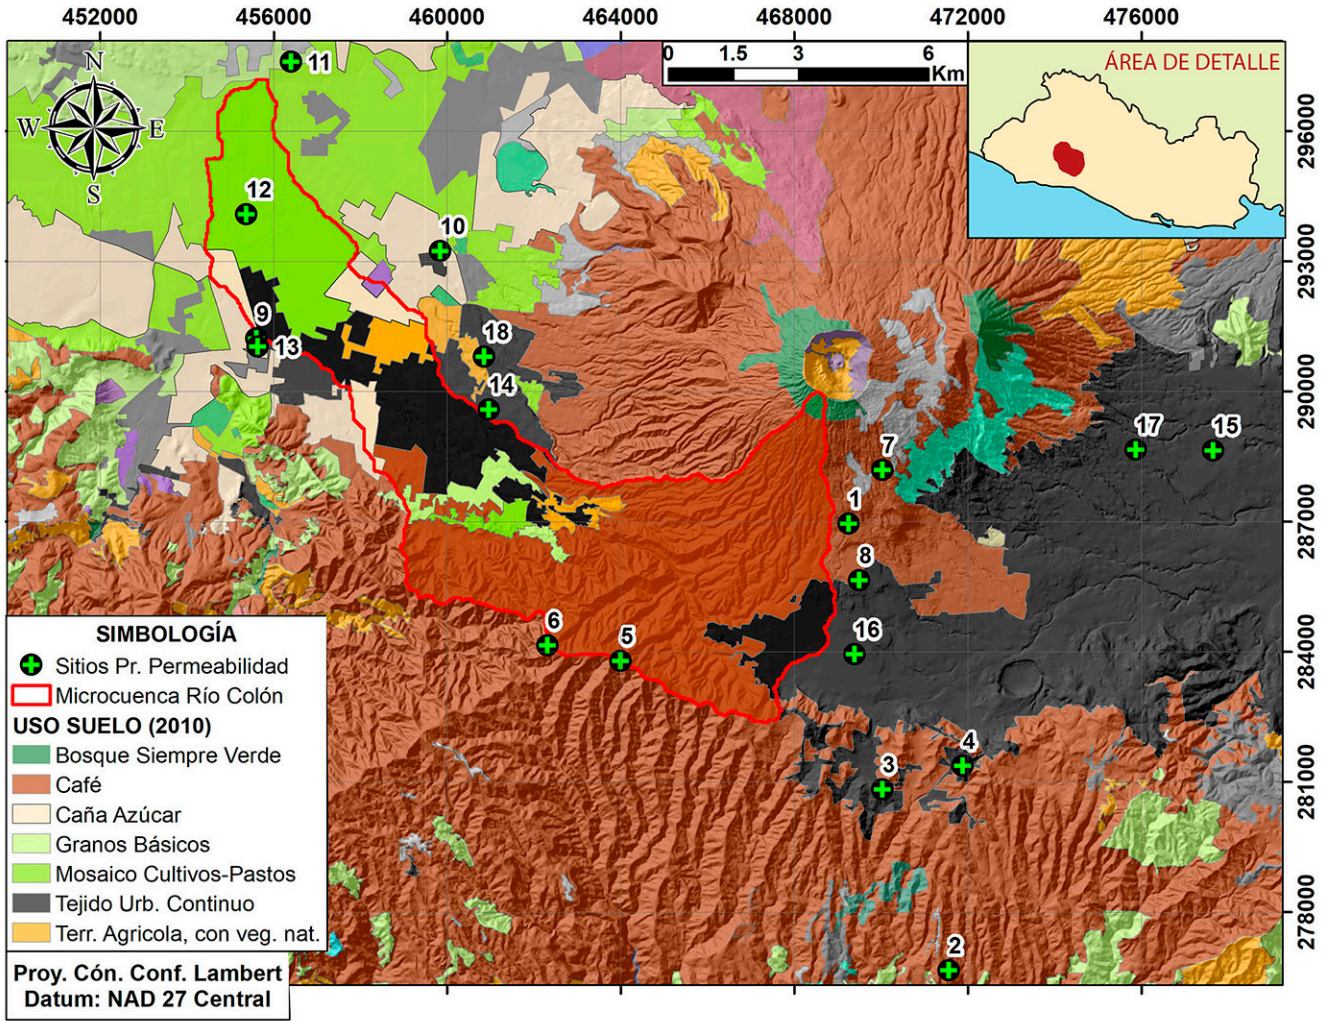 452000 456000 460000 464000 468000 472000 476000
0 1.5 3 6
Km
ÁREA DE DETALLE
N
W E
S
11
12
10
9
13
18
14
17 15
7
1
8
6
5
16
4
3
2
296000
293000
290000
287000
284000
281000
278000
SIMBOLOGÍA
Sitios Pr. Permeabilidad
Microcuenca Río Colón
USO SUELO (2010)
Bosque Siempre Verde
Café
Caña Azúcar
Granos Básicos
Mosaico Cultivos-Pastos
Tejido Urb. Continuo
Terr. Agricola, con veg. nat.
Proy. Cón. Conf. Lambert
Datum: NAD 27 Central